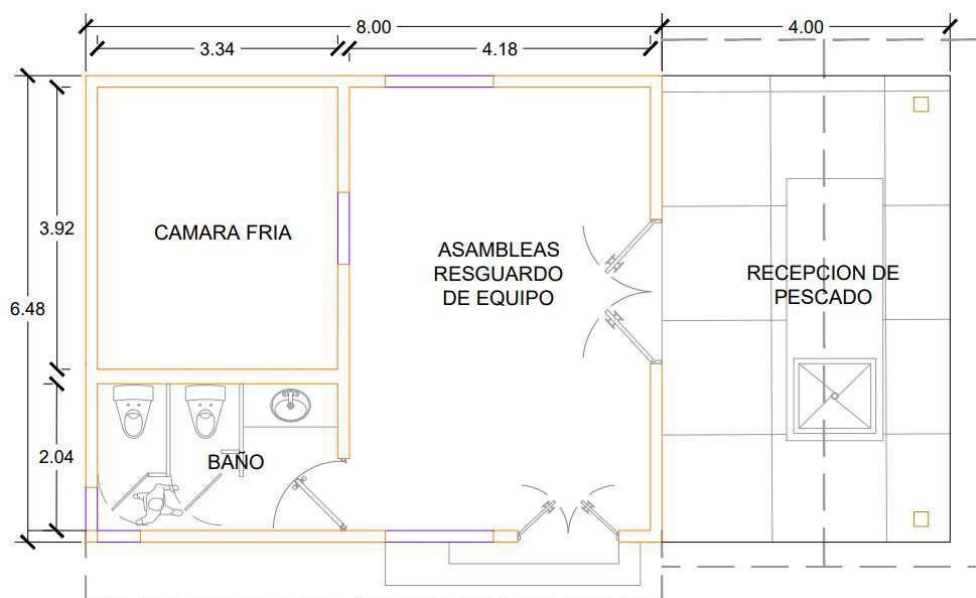 8.00
4.00
3.34
4.18
3.92
6.48
2.04
CAMARA FRIA
ASAMBLEAS
RESGUARDO
DE EQUIPO
RECEPCION DE
PESCADO
BAÑO